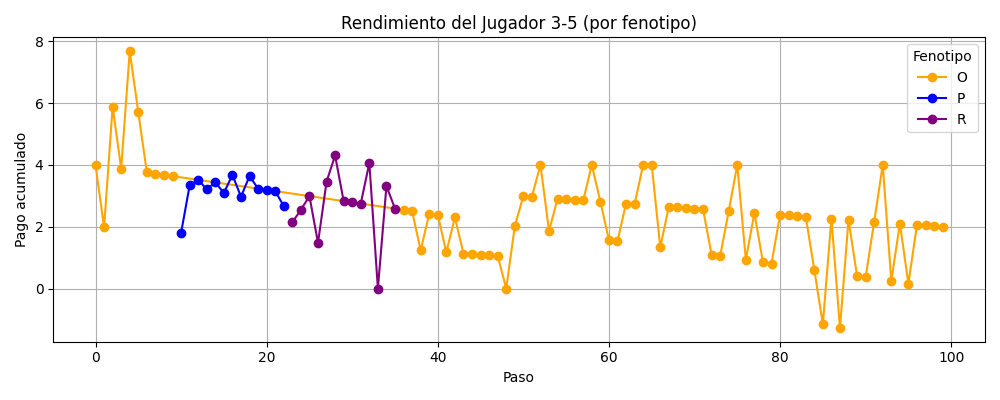 Rendimiento del Jugador 3-5 (por fenotipo)
Pago acumulado
8
6
4
2
0
Fenotipo
O
P
R
0 20 40 60 80 100
Paso